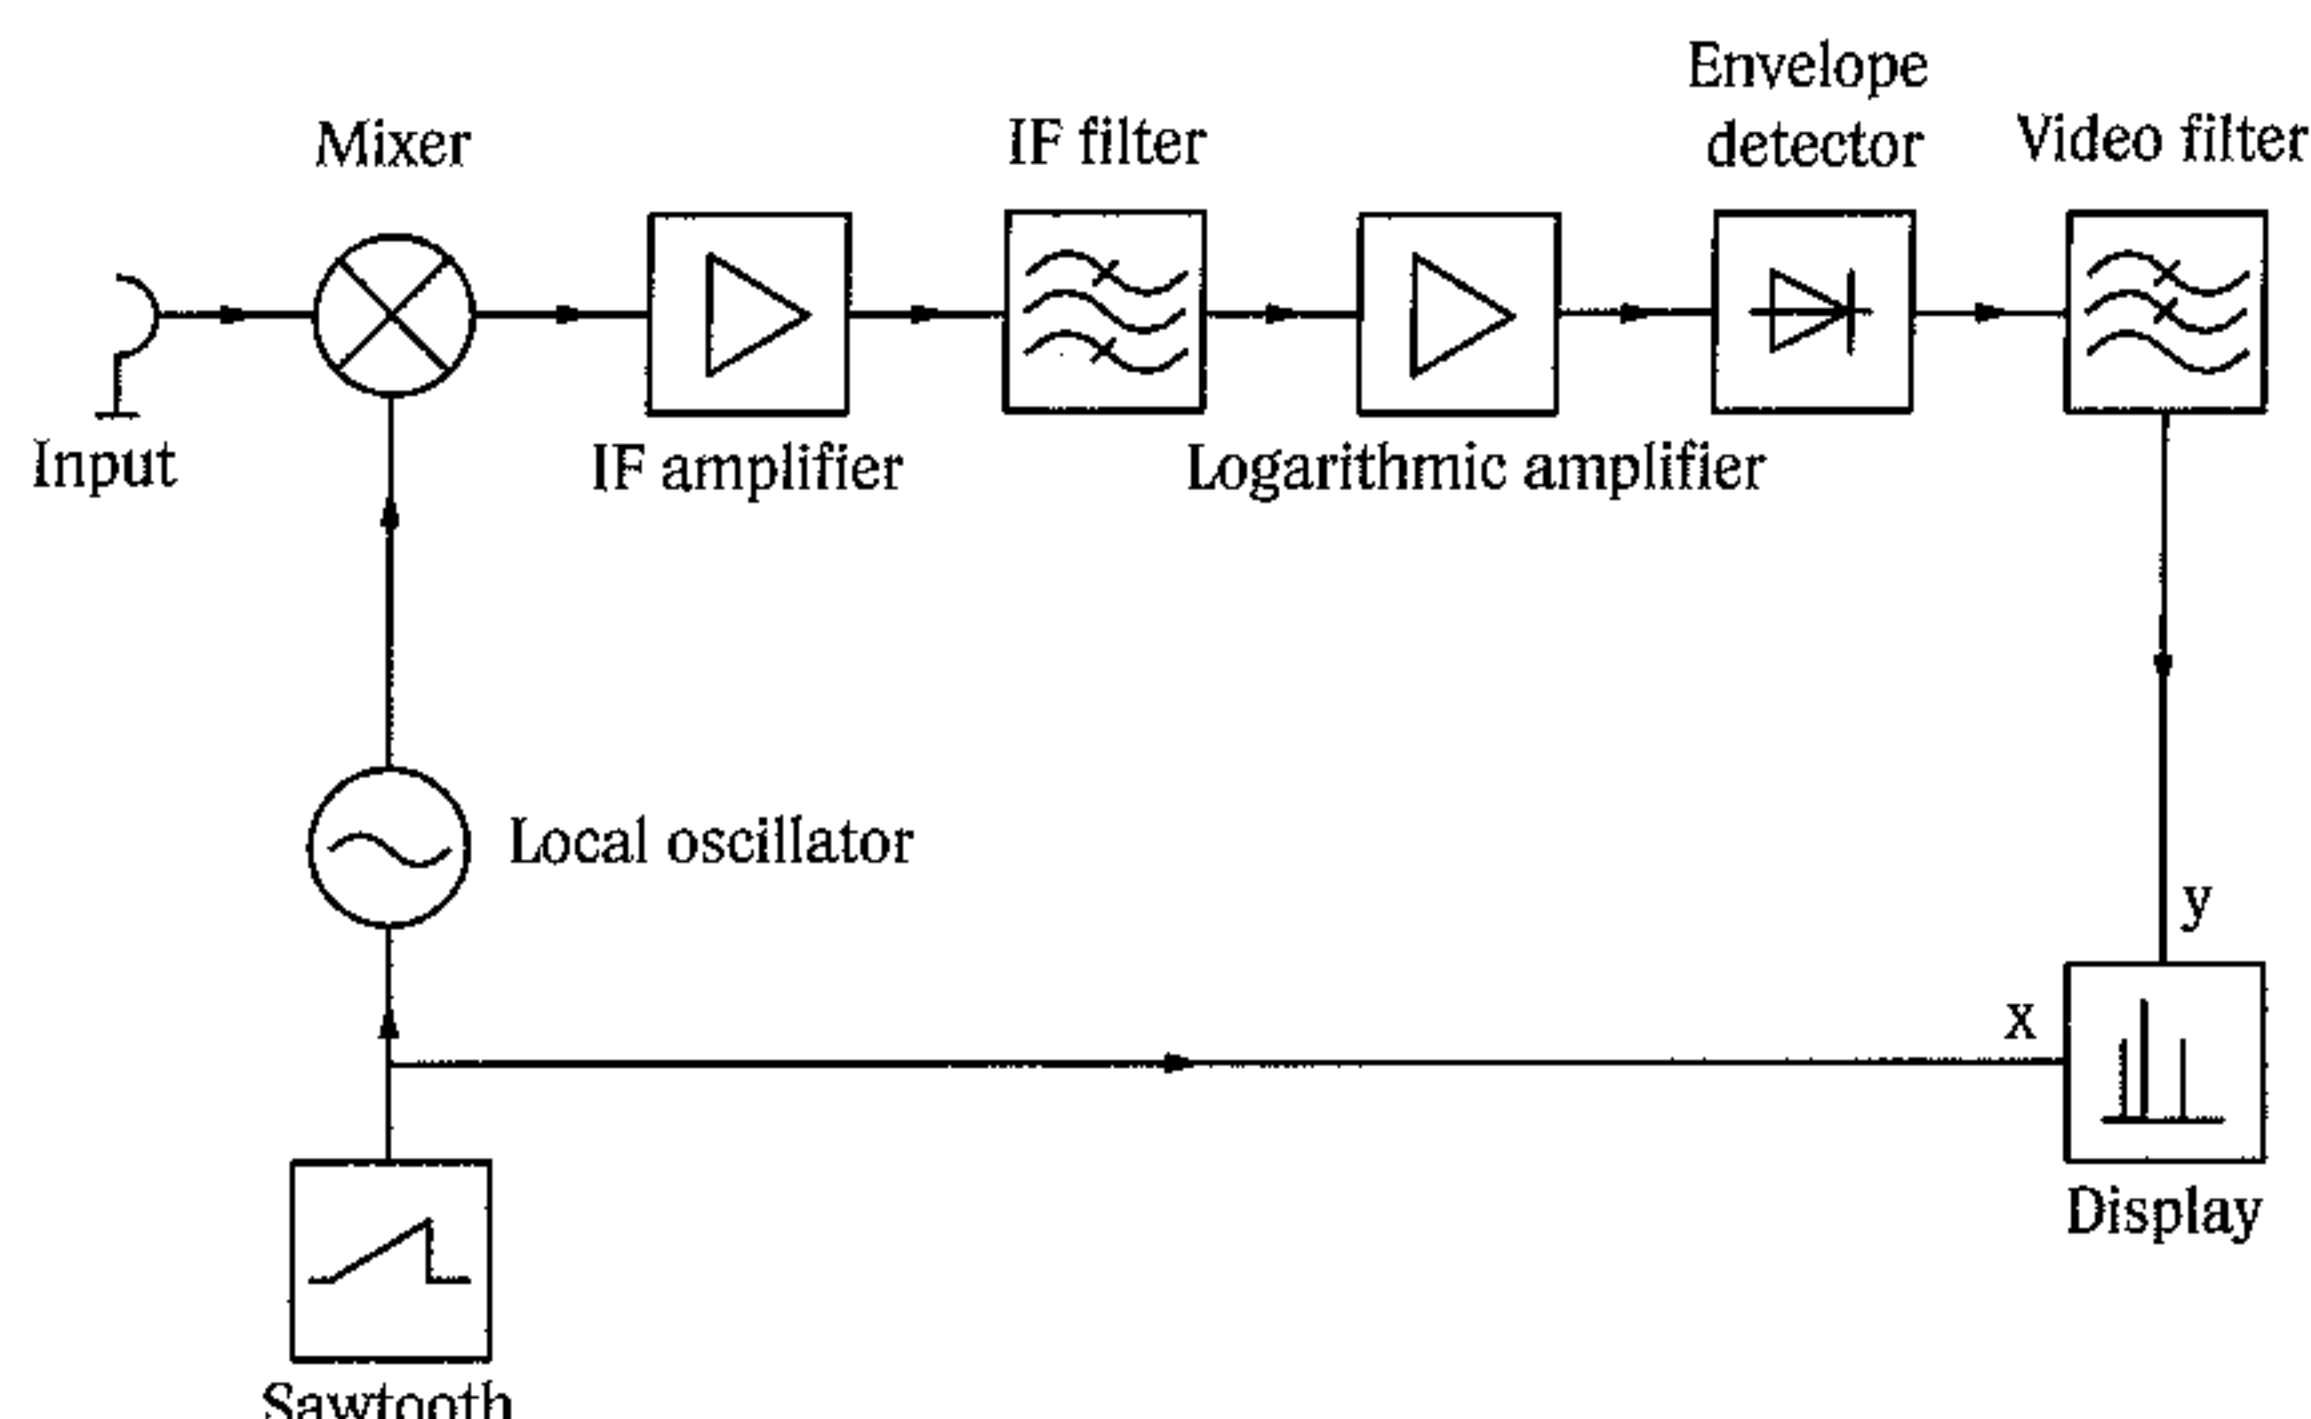 Envelope
detector
Mixer
IF filter
Video filter
Input
IF amplifier
Logarithmic amplifier
Local oscillator
y
x
Display
Sawtooth